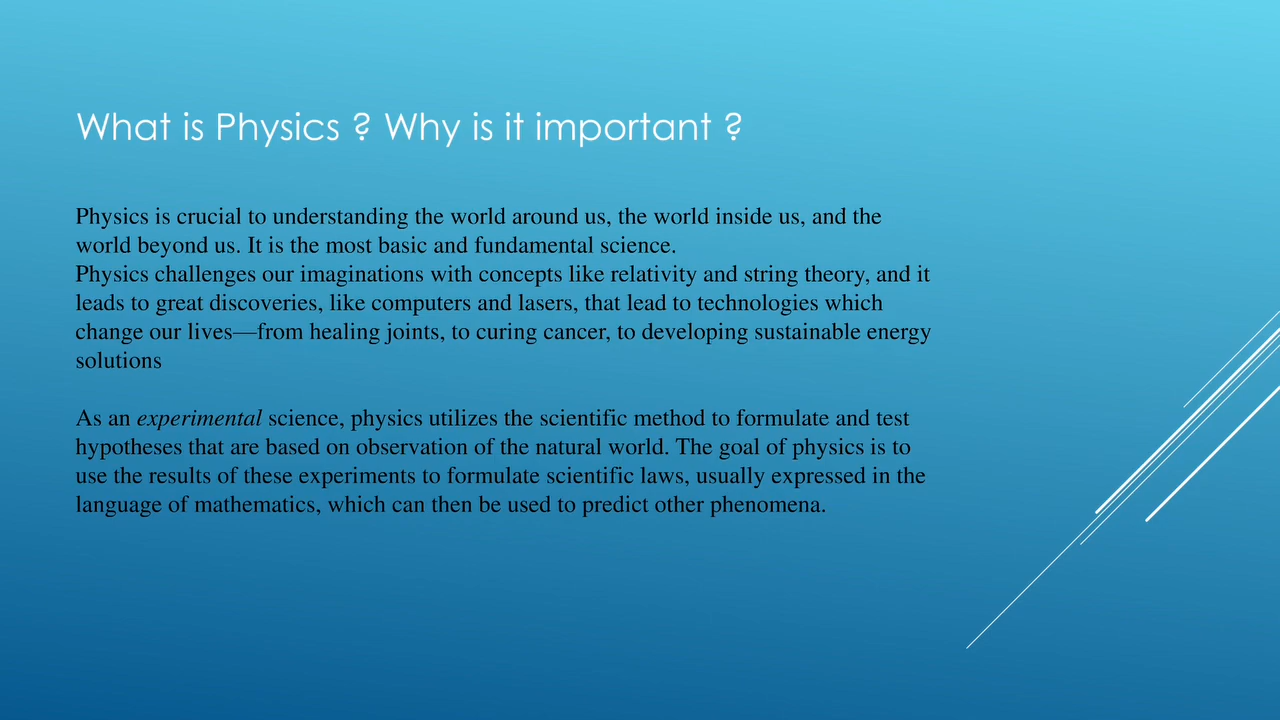 What is Physics ? Why is it important ?
Physics is crucial to understanding the world around us, the world inside us, and the
world beyond us. It is the most basic and fundamental science.
Physics challenges our imaginations with concepts like relativity and string theory, and it
leads to great discoveries, like computers and lasers, that lead to technologies which
change our lives—from healing joints, to curing cancer, to developing sustainable energy
solutions
As an experimental science, physics utilizes the scientific method to formulate and test
hypotheses that are based on observation of the natural world. The goal of physics is to
use the results of these experiments to formulate scientific laws, usually expressed in the
language of mathematics, which can then be used to predict other phenomena.